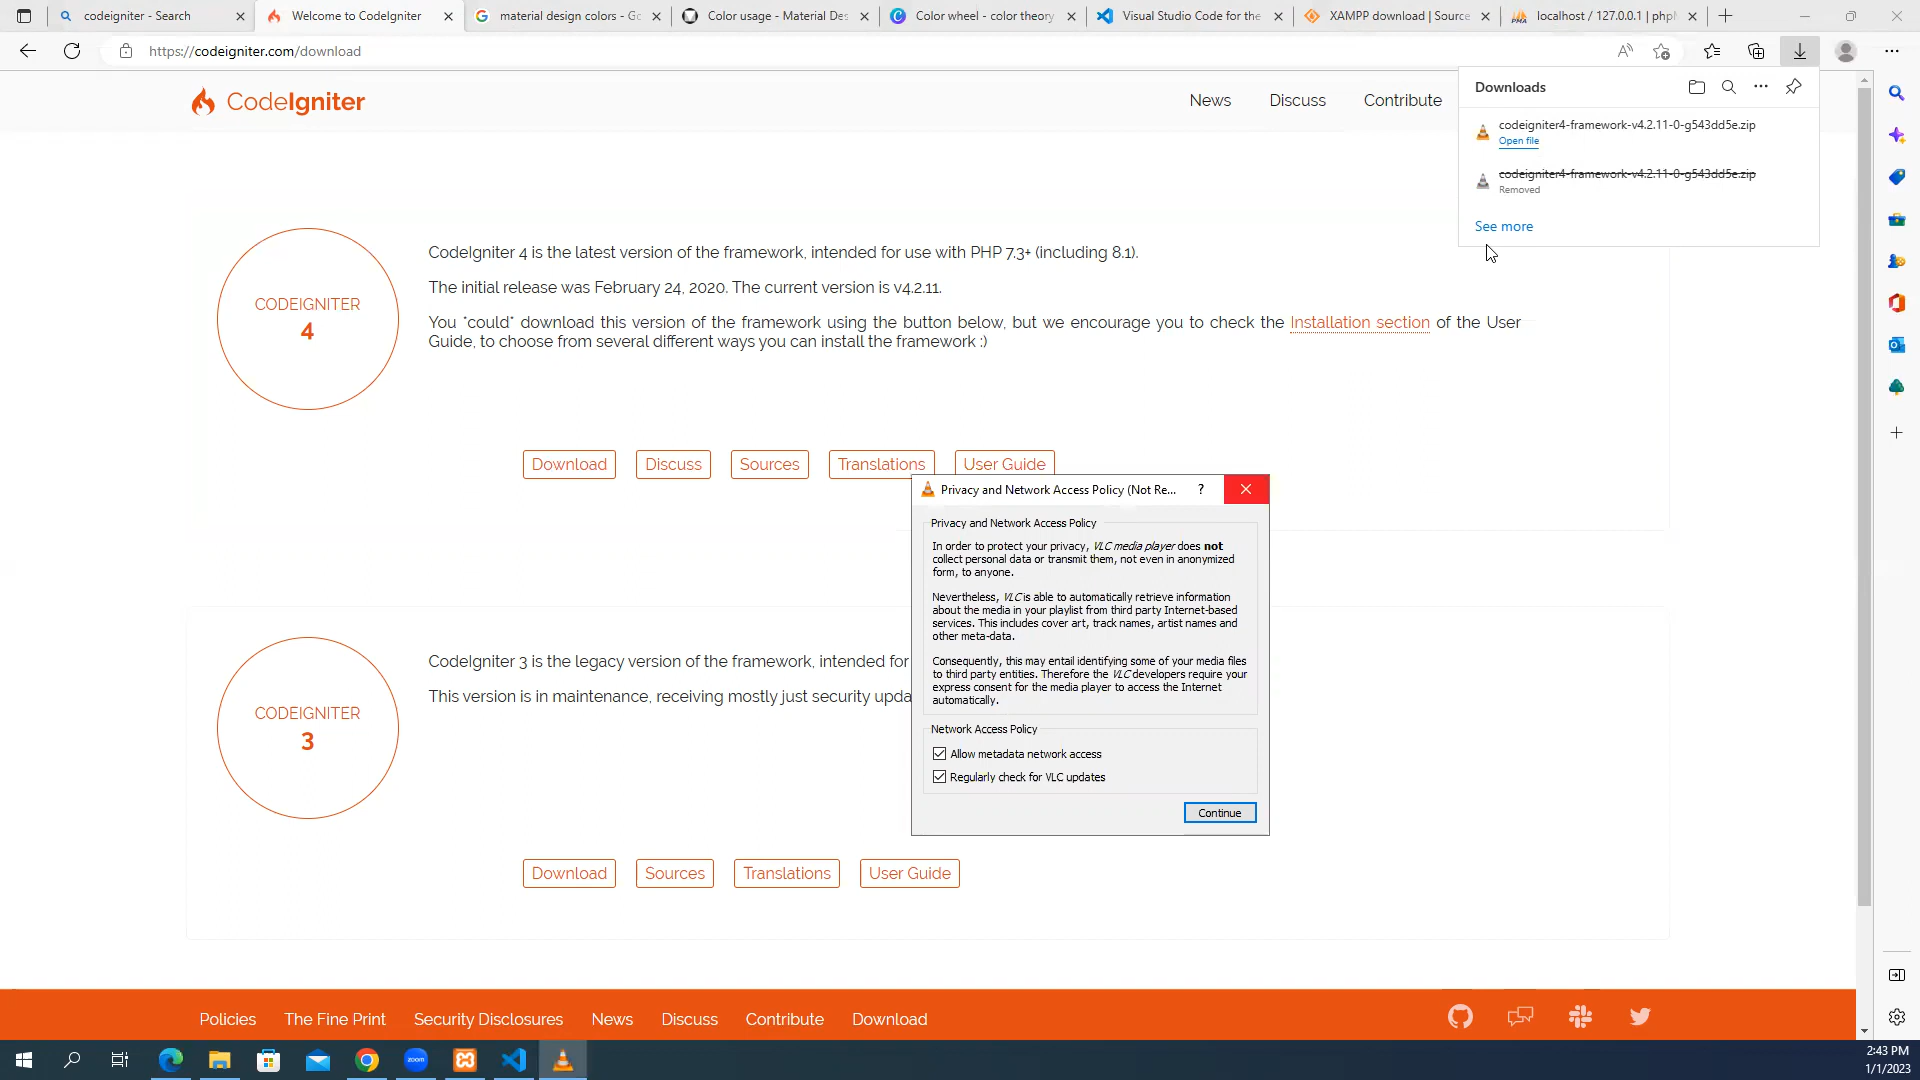 codeigniter - Search
Welcome to CodeIgniter
material design colors - Go
Color usage - Material Des
Color wheel - color theory
Visual Studio Code for the
XAMPP download | Source
localhost / 127.0.0.1 | phpM
https://codeigniter.com/download
CodeIgniter
News
Discuss
Contribute
Downloads
codeigniter4-framework-v4.2.11-0-g543dd5e.zip
Open file
codeigniter4-framework-v4.2.11-0-g543dd5e.zip
Removed
See more
CODEIGNITER
4
CodeIgniter 4 is the latest version of the framework, intended for use with PHP 7.3+ (including 8.1).
The initial release was February 24, 2020. The current version is v4.2.11.
You *could* download this version of the framework using the button below, but we encourage you to check the Installation section of the User
Guide, to choose from several different ways you can install the framework :)
Download
Discuss
Sources
Translations
User Guide
Privacy and Network Access Policy (Not Re...
?
Privacy and Network Access Policy
In order to protect your privacy, VLC media player does not
collect personal data or transmit them, not even in anonymized
form, to anyone.
Nevertheless, VLC is able to automatically retrieve information
about the media in your playlist from third party Internet-based
services. This includes cover art, track names, artist names and
other meta-data.
Consequently, this may entail identifying some of your media files
to third party entities. Therefore the VLC developers require your
express consent for the media player to access the Internet
automatically.
Network Access Policy
Allow metadata network access
Regularly check for VLC updates
Continue
CODEIGNITER
3
CodeIgniter 3 is the legacy version of the framework, intended for
This version is in maintenance, receiving mostly just security upda
Download
Sources
Translations
User Guide
Policies
The Fine Print
Security Disclosures
News
Discuss
Contribute
Download
zoom
2:43 PM
1/1/2023